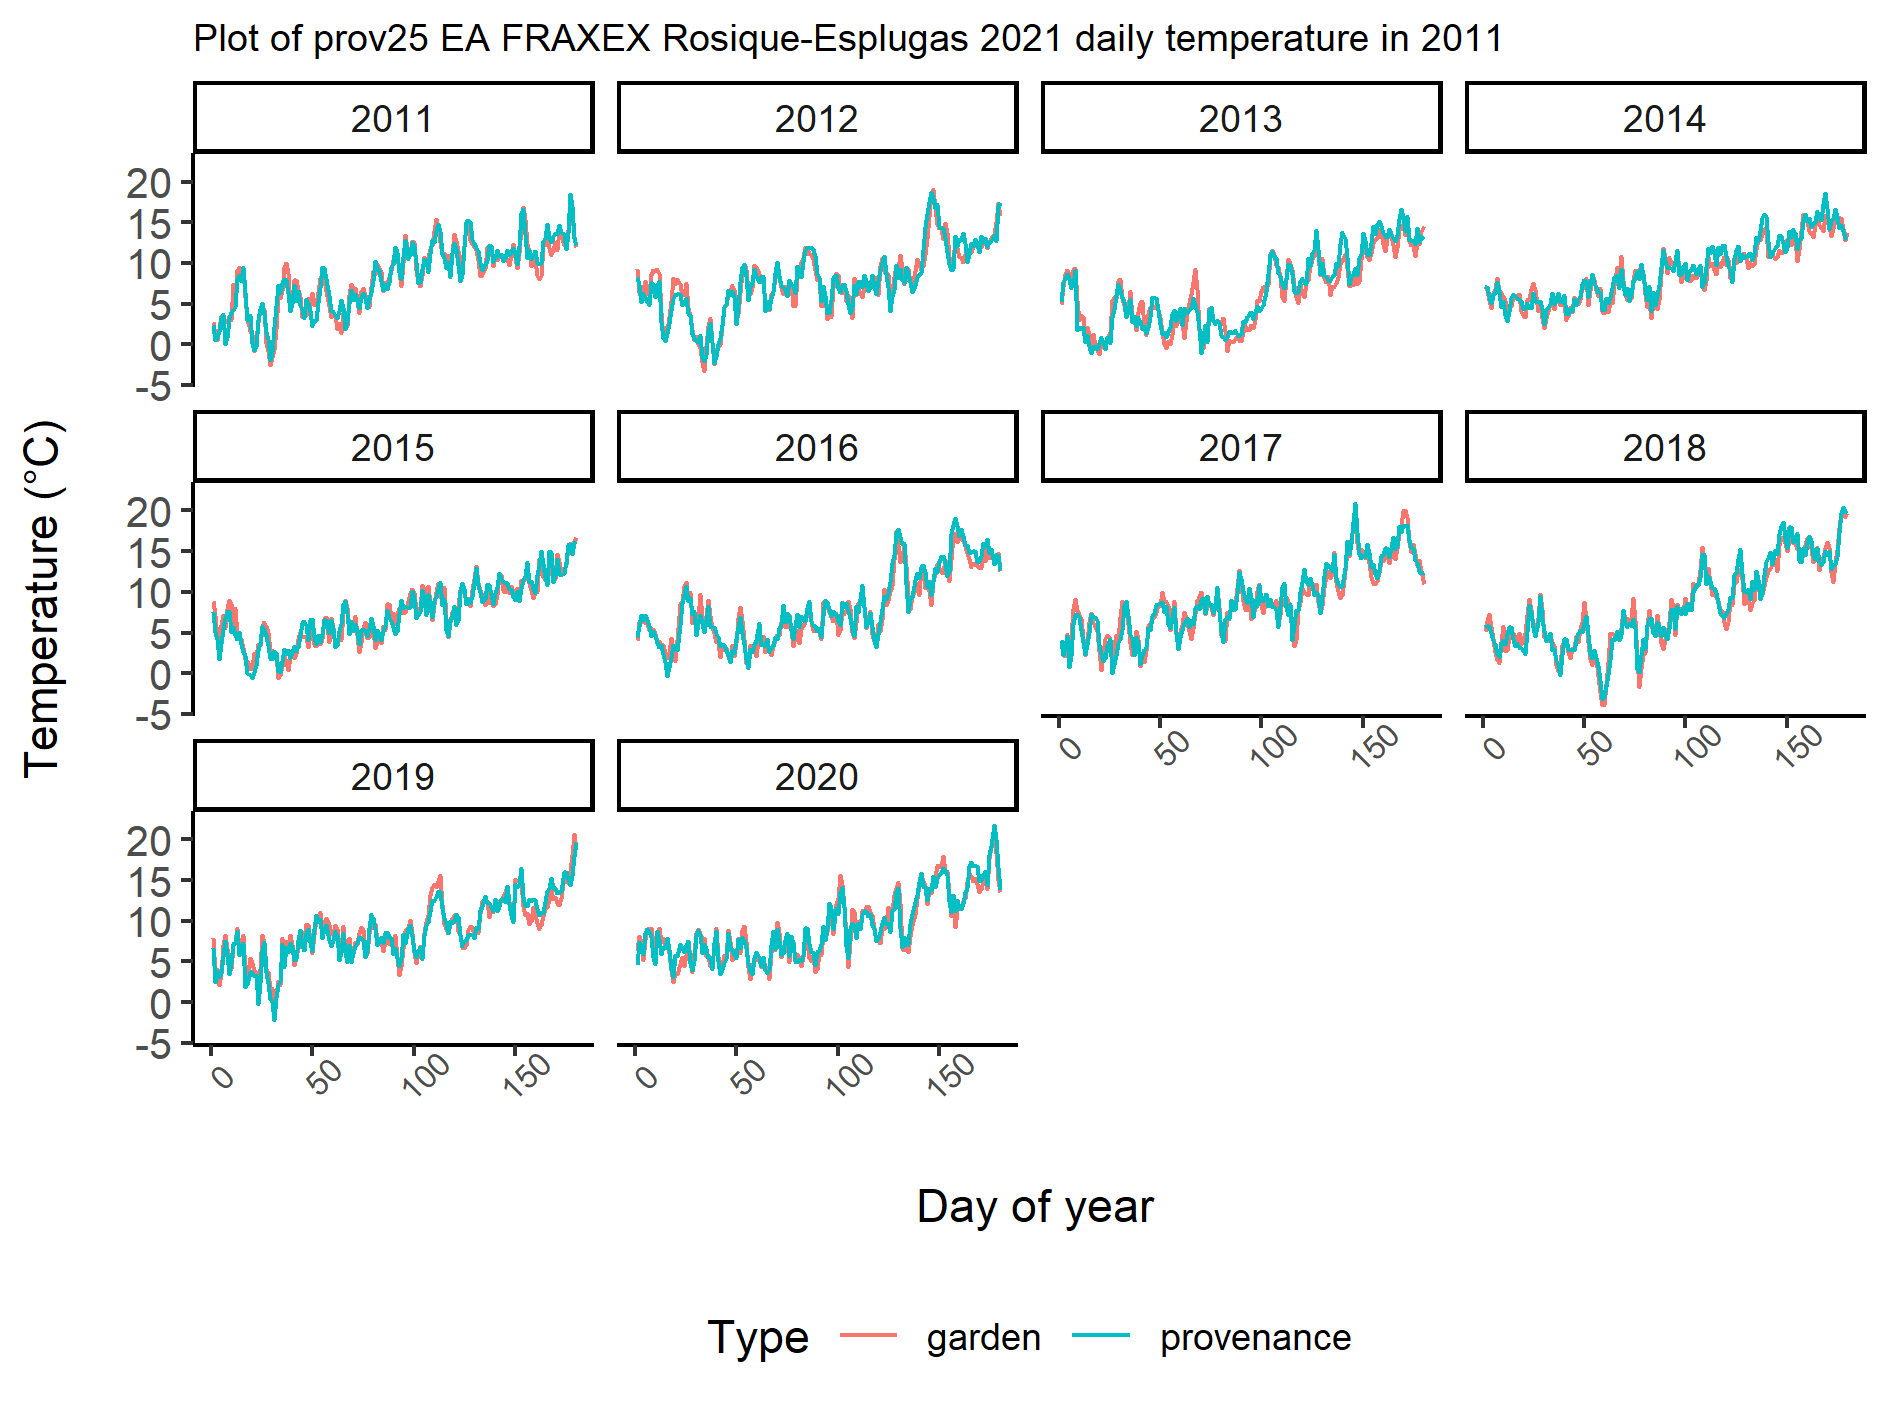 Plot of prov25 EA FRAXEX Rosique-Esplugas 2021 daily temperature in 2011
2011 2012 2013 2014
20
15
10
5
0
-5
2015 2016 2017 2018
20
15
10
5
0
-5
0 50 100 150 0 50 100 150
2019 2020
20
15
10
5
0
-5
0 50 100 150 0 50 100 150
Temperature (°C)
Day of year
Type garden provenance